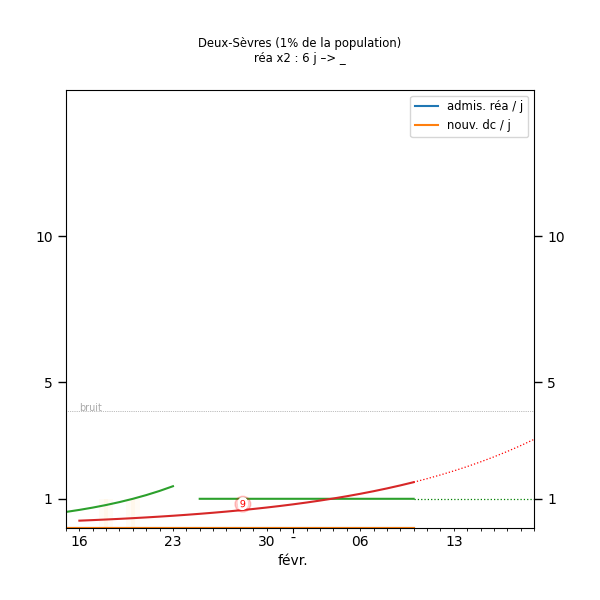 Deux-Sèvres (1% de la population)
réa x2 : 6 j –> _
admis. réa / j
nouv. dc / j
10
10
5
5
bruit
1
1
9
16
23
30
-
06
13
févr.